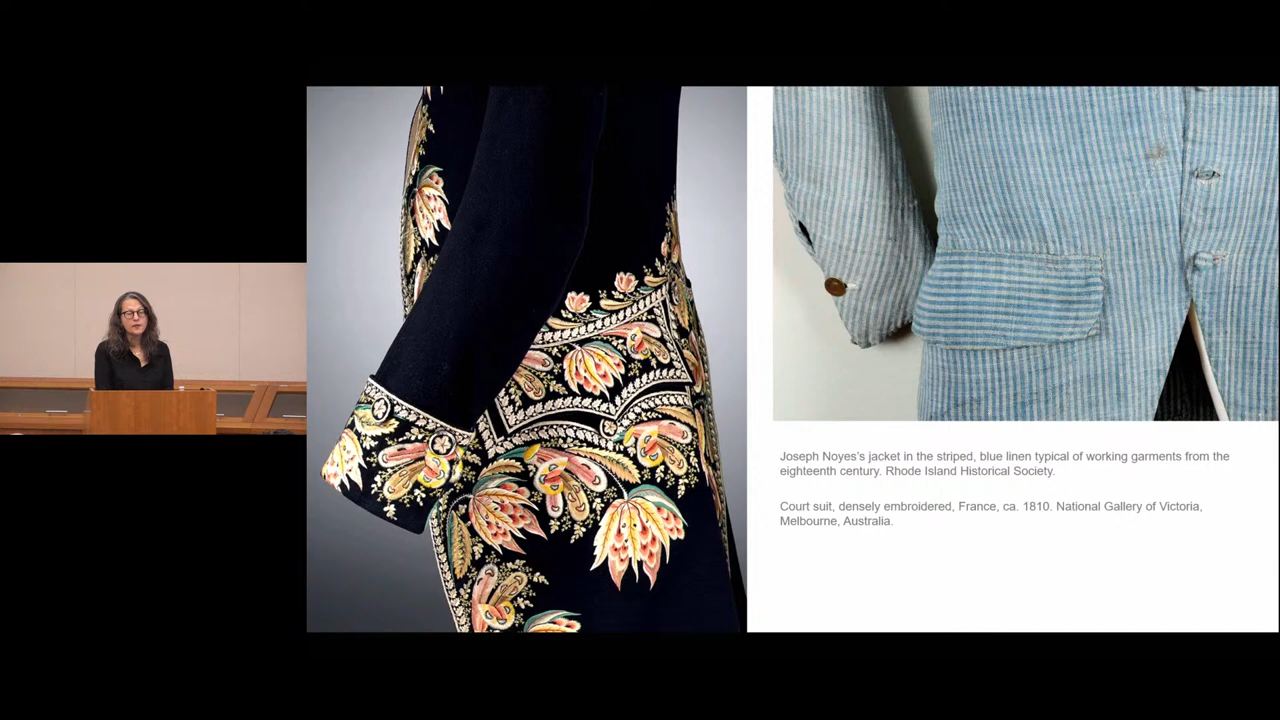 Joseph Noyes's jacket in the striped, blue linen typical of working garments from the
eighteenth century. Rhode Island Historical Society.
Court suit, densely embroidered, France, ca. 1810. National Gallery of Victoria,
Melbourne, Australia.